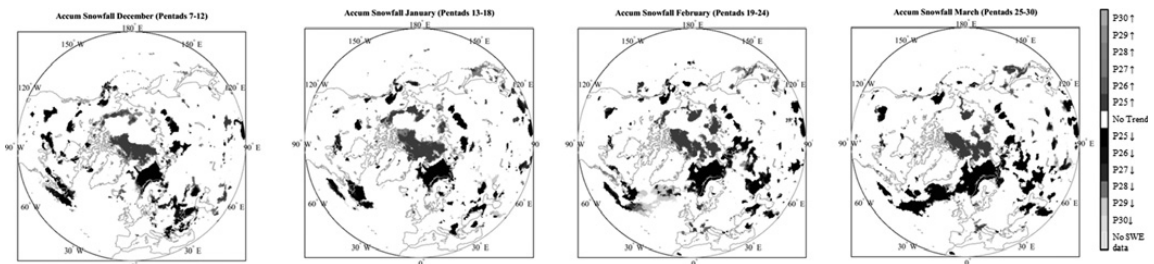 Accum Snowfall December (Pentads 7-12)
180° E
150° W
150° E
120° W
120° E
90° W
90° E
60° W
60° E
30° W
30° E
0°
Accum Snowfall January (Pentads 13-18)
180° E
150° W
150° E
120° W
120° E
90° W
90
60° W
60° E
30° W
30° E
0°
Accum Snowfall February (Pentads 19-24)
180° E
150° W
150° E
120° W
120° E
90° W
90°
60° W
60° E
30° W
30° E
0°
Accum Snowfall March (Pentads 25-30)
180° E
150° W
150° E
120° W
120° E
90° W
90° E
60° W
60° E
30° W
30° E
0°
P30↑
P29↑
P28↑
P27↑
P26↑
P25↑
No Trend
P25↓
P26↓
P27↓
P28↓
P29↓
P30↓
No SWE
data